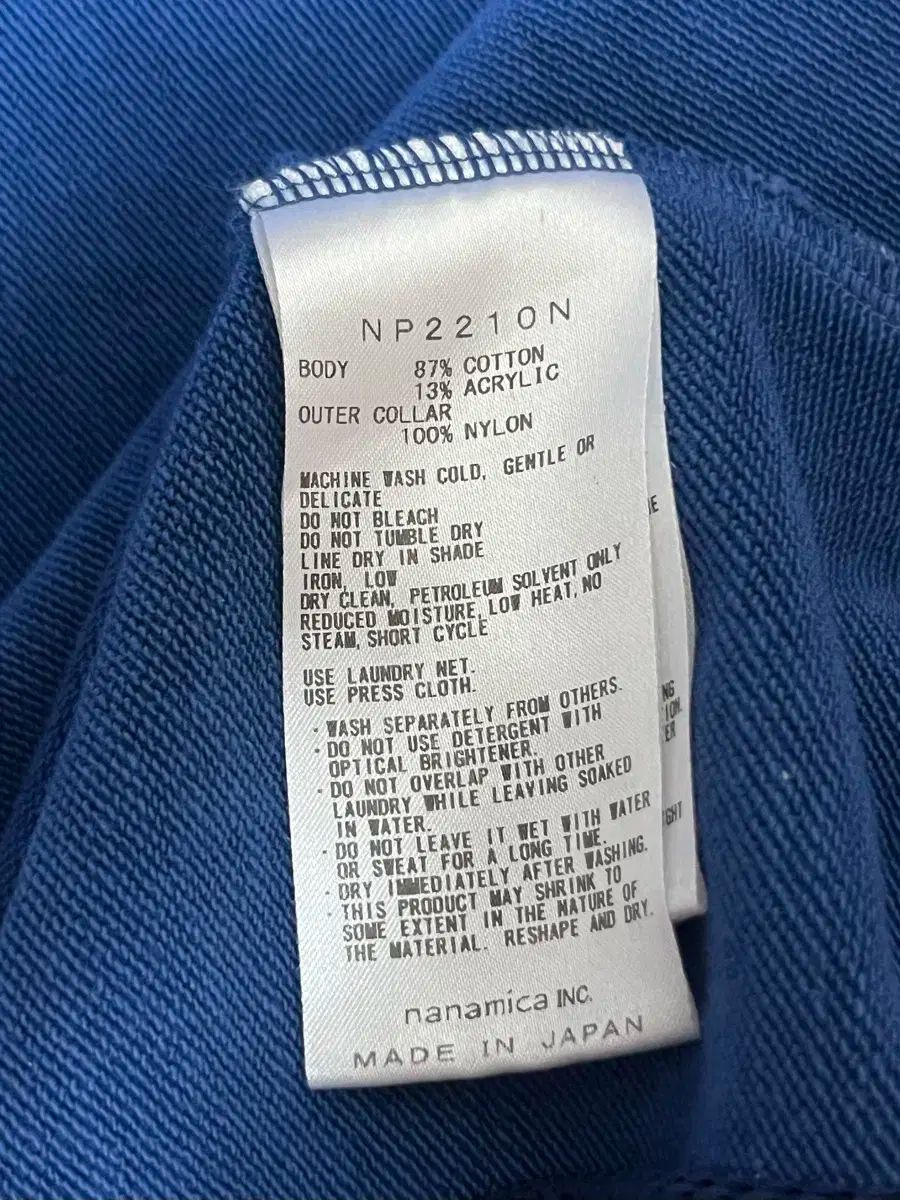 NP2210N
BODY 87% COTTON
13% ACRYLIC
OUTER COLLAR
100% NYLON
MACHINE WASH COLD, GENTLE OR
DELICATE
DO NOT BLEACH
DO NOT TUMBLE DRY
LINE DRY IN SHADE
IRON, LOW
DRY CLEAN, PETROLEUM SOLVENT ONLY
REDUCED MOISTURE, LOW HEAT, NO
STEAM, SHORT CYCLE
USE LAUNDRY NET.
USE PRESS CLOTH.
· WASH SEPARATELY FROM OTHERS.
· DO NOT USE DETERGENT WITH
OPTICAL BRIGHTENER.
· DO NOT OVERLAP WITH OTHER
LAUNDRY WHILE LEAVING SOAKED
IN WATER.
· DO NOT LEAVE IT WET WITH WATER
OR SWEAT FOR A LONG TIME.
· DRY IMMEDIATELY AFTER WASHING.
· THIS PRODUCT MAY SHRINK TO
SOME EXTENT IN THE NATURE OF
THE MATERIAL. RESHAPE AND DRY.
nanamica INC.
MADE IN JAPAN